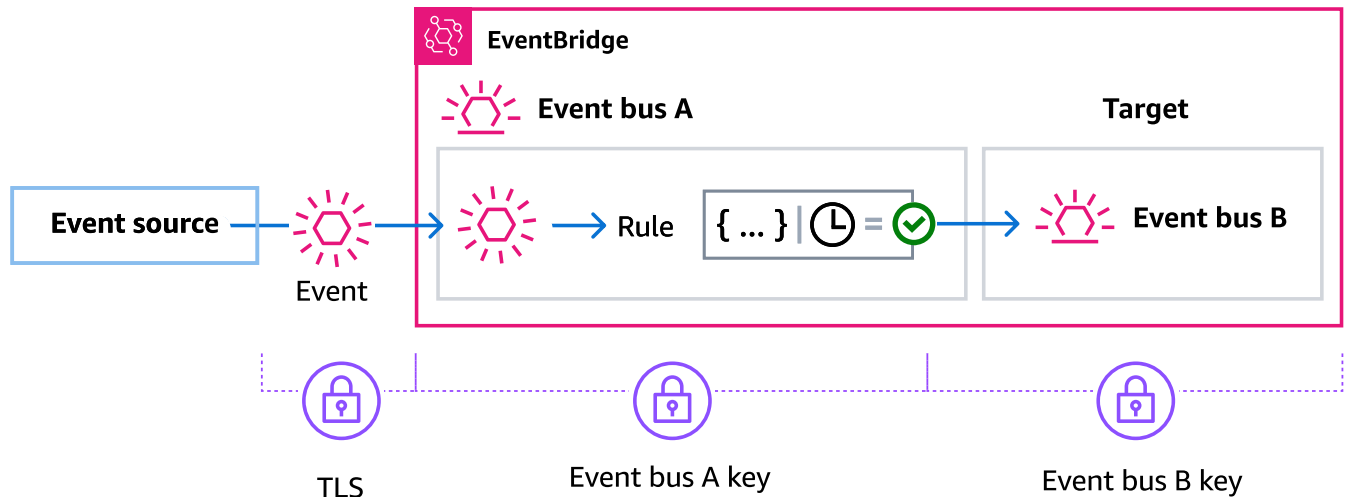 EventBridge
Event bus A
Target
Event source
Event
Rule
{ ... } | =
Event bus B
TLS
Event bus A key
Event bus B key